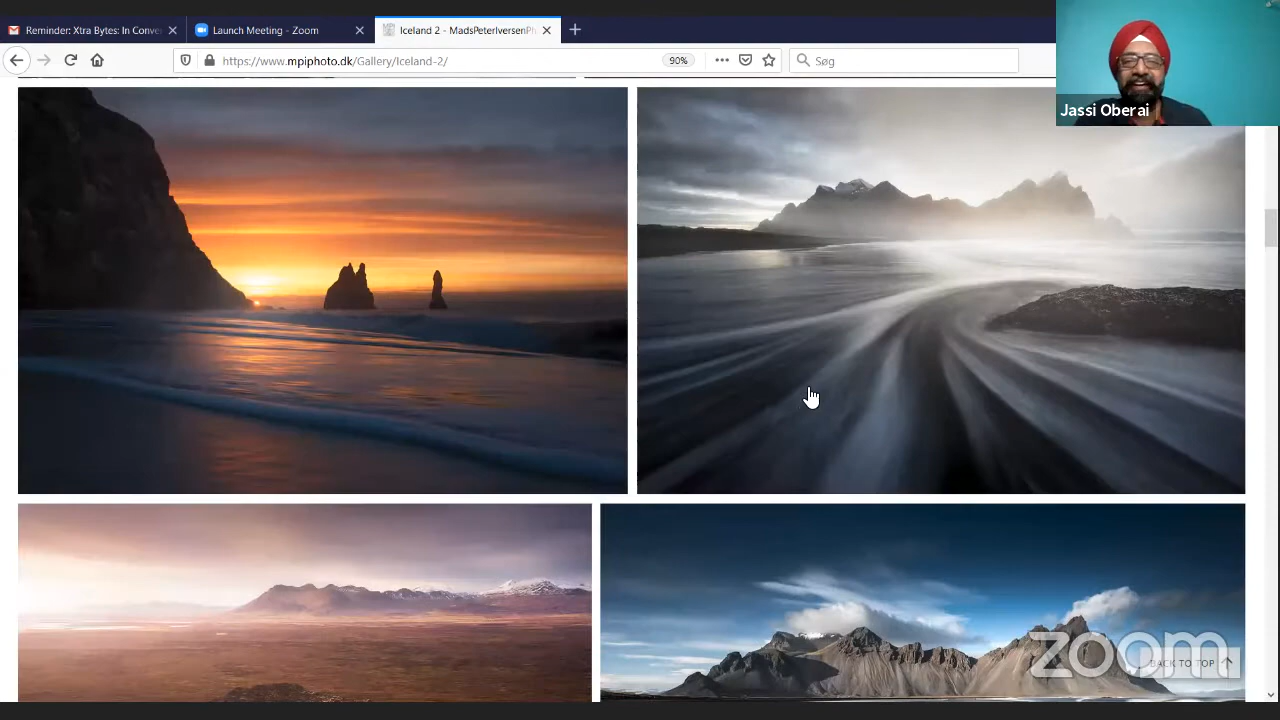 Reminder: Xtra Bytes: In Conve
Launch Meeting - Zoom
Iceland 2 - MadsPeterIversenPh
https://www.mpiphoto.dk/Gallery/Iceland-2/
90%
Søg
Jassi Oberai
zoom
BACK TO TOP